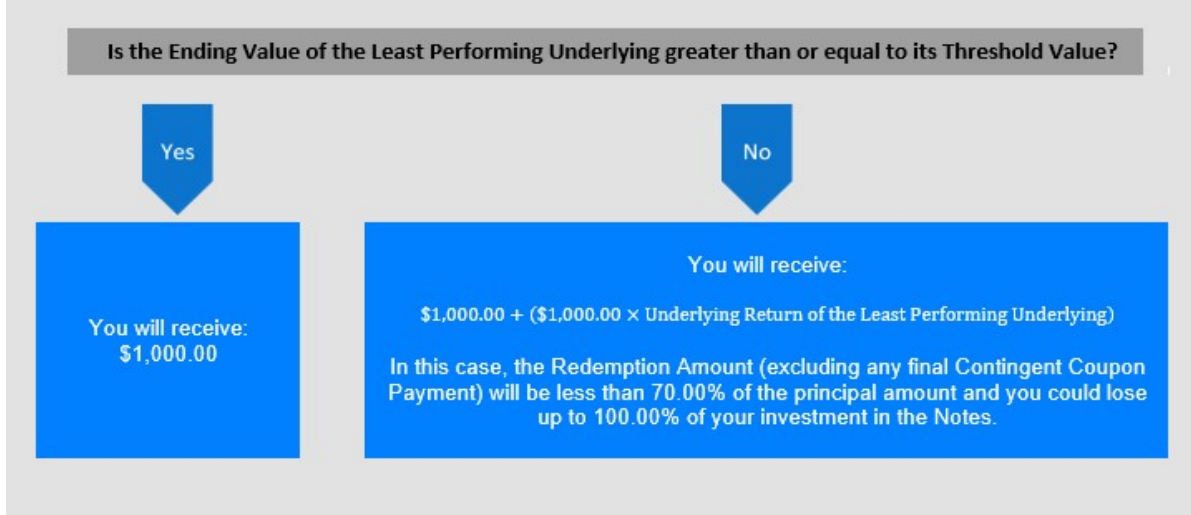 Is the Ending Value of the Least Performing Underlying greater than or equal to its Threshold Value?
Yes
No
You will receive:
$1,000.00
You will receive:
$1,000.00 + ($1,000.00 × Underlying Return of the Least Performing Underlying)
In this case, the Redemption Amount (excluding any final Contingent Coupon
Payment) will be less than 70.00% of the principal amount and you could lose
up to 100.00% of your investment in the Notes.